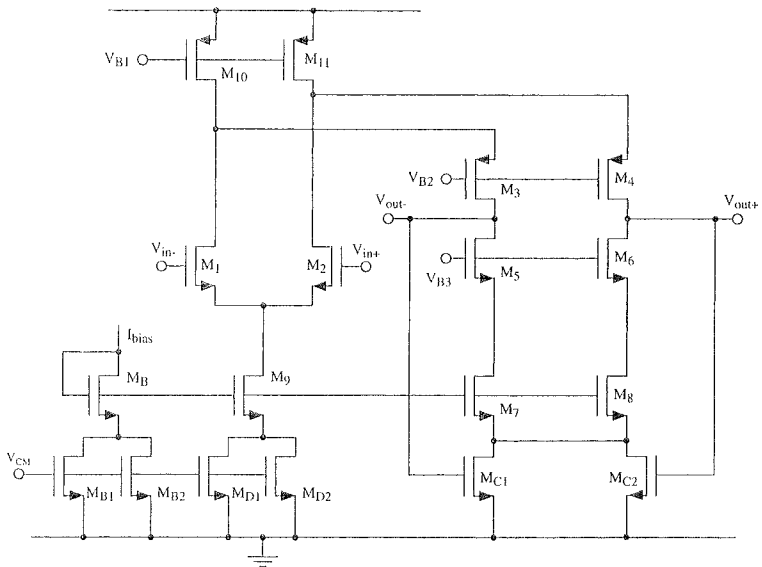 V_B1
M_10
M_11
V_B2
M_3
M_4
V_out-
V_out+
V_in-
M_1
M_2
V_in+
V_B3
M_5
M_6
I_bias
M_B
M_9
M_7
M_8
V_CM
M_B1
M_B2
M_D1
M_D2
M_C1
M_C2